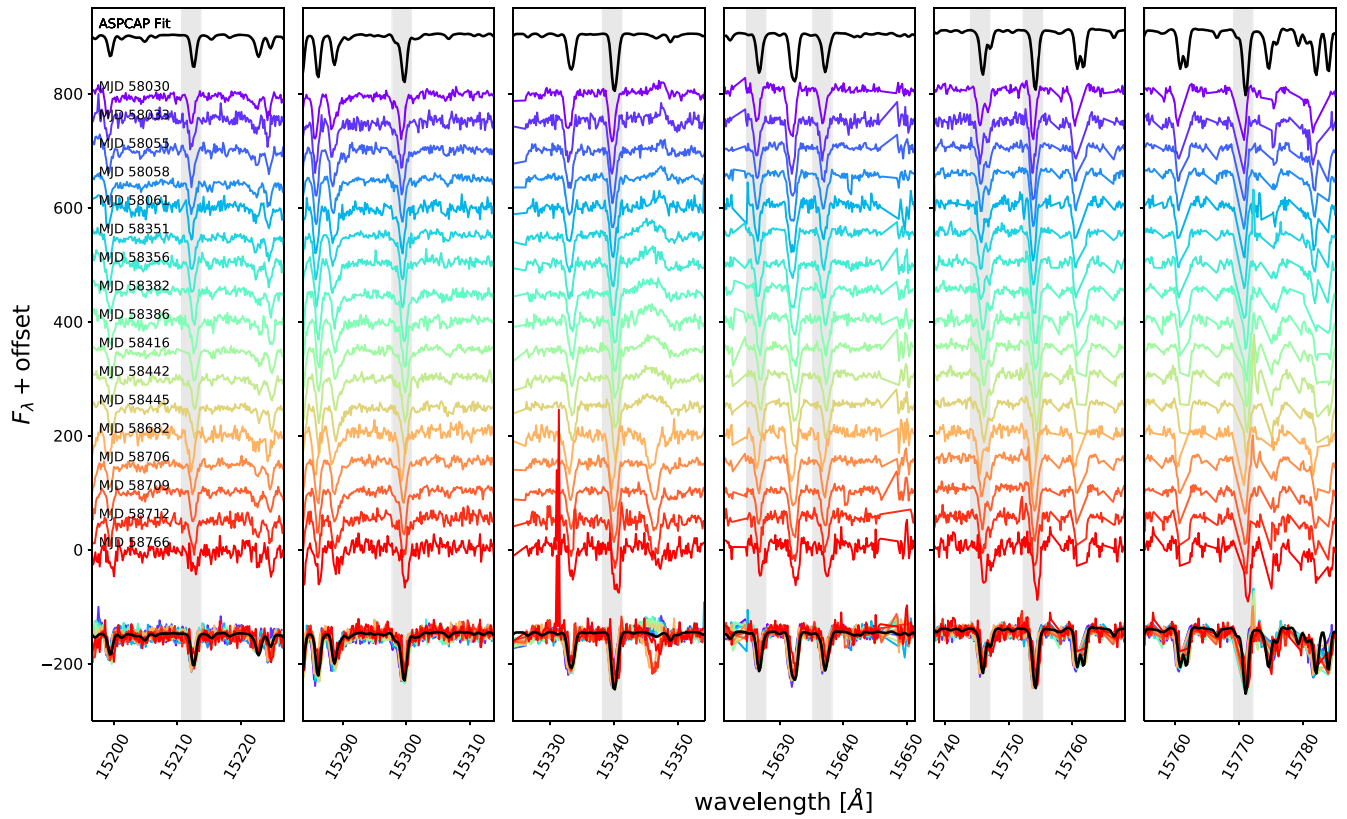 ASPCAP Fit
MJD 58030
MJD 58033
MJD 58055
MJD 58058
MJD 58061
MJD 58351
MJD 58356
MJD 58382
MJD 58386
MJD 58416
MJD 58442
MJD 58445
MJD 58682
MJD 58706
MJD 58709
MJD 58712
MJD 58766
800
600
400
200
0
−200
Fλ + offset
15200 15210 15220 15290 15300 15310 15330 15340 15350 15630 15640 15650 15740 15750 15760 15760 15770 15780
wavelength [Å]